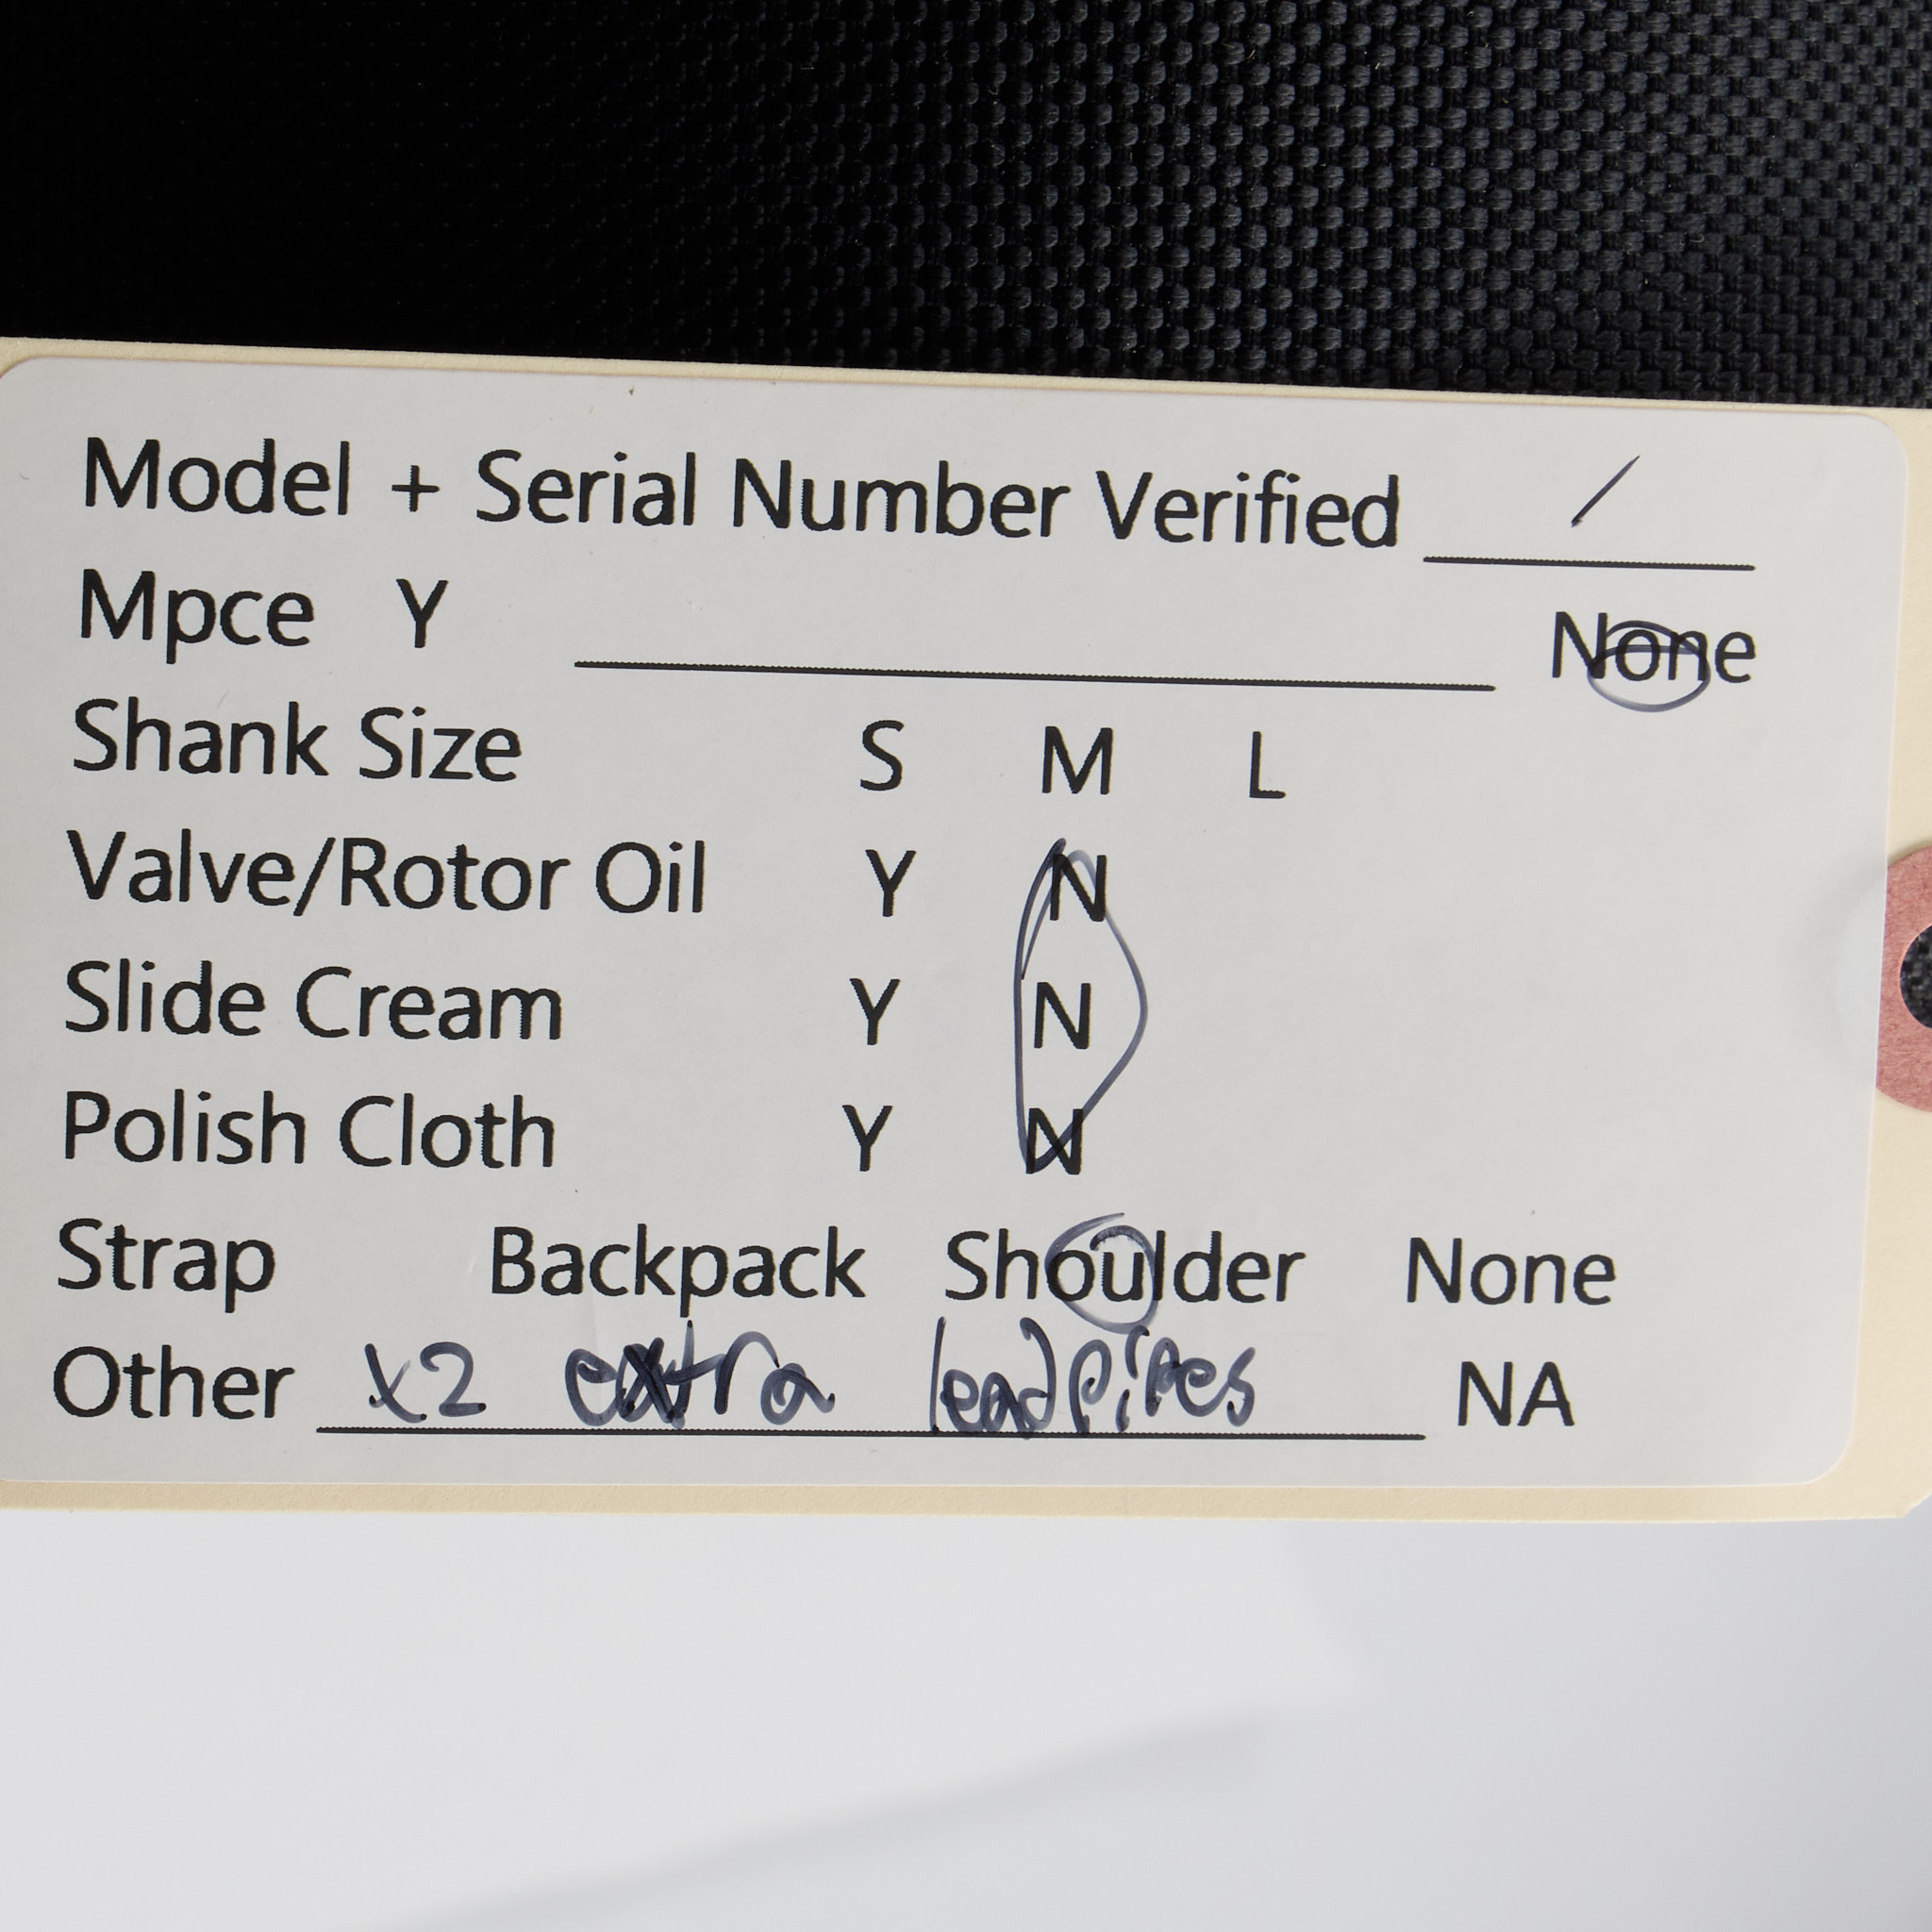 Model + Serial Number Verified /
Mpce Y None
Shank Size S M L
Valve/Rotor Oil Y N
Slide Cream Y N
Polish Cloth Y N
Strap Backpack Shoulder None
Other x2 extra leadpipes NA